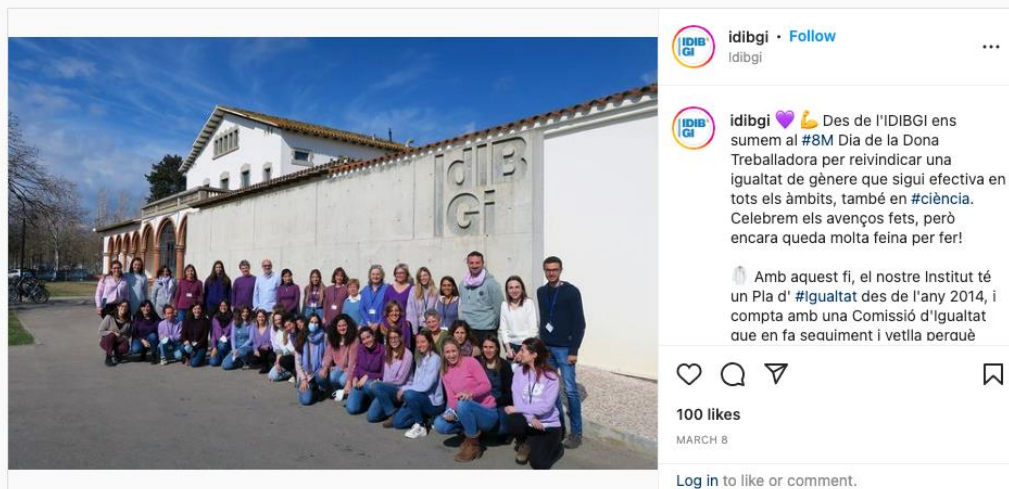 IDIB
Gi
IDIB
GI
idibgi • Follow
Idibgi
IDIB
GI
idibgi 💜 💪 Des de l'IDIBGI ens
sumem al #8M Dia de la Dona
Treballadora per reivindicar una
igualtat de gènere que sigui efectiva en
tots els àmbits, també en #ciència.
Celebrem els avenços fets, però
encara queda molta feina per fer!
🥼 Amb aquest fi, el nostre Institut té
un Pla d' #Igualtat des de l'any 2014, i
compta amb una Comissió d'Igualtat
que en fa seguiment i vetlla perquè
100 likes
MARCH 8
Log in to like or comment.